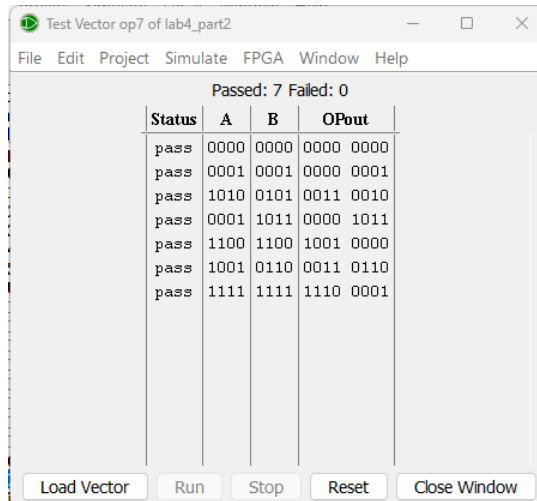 Test Vector op7 of lab4_part2
File Edit Project Simulate FPGA Window Help
Passed: 7 Failed: 0
Status A B OPout
pass 0000 0000 0000 0000
pass 0001 0001 0000 0001
pass 1010 0101 0011 0010
pass 0001 1011 0000 1011
pass 1100 1100 1001 0000
pass 1001 0110 0011 0110
pass 1111 1111 1110 0001
Load Vector Run Stop Reset Close Window